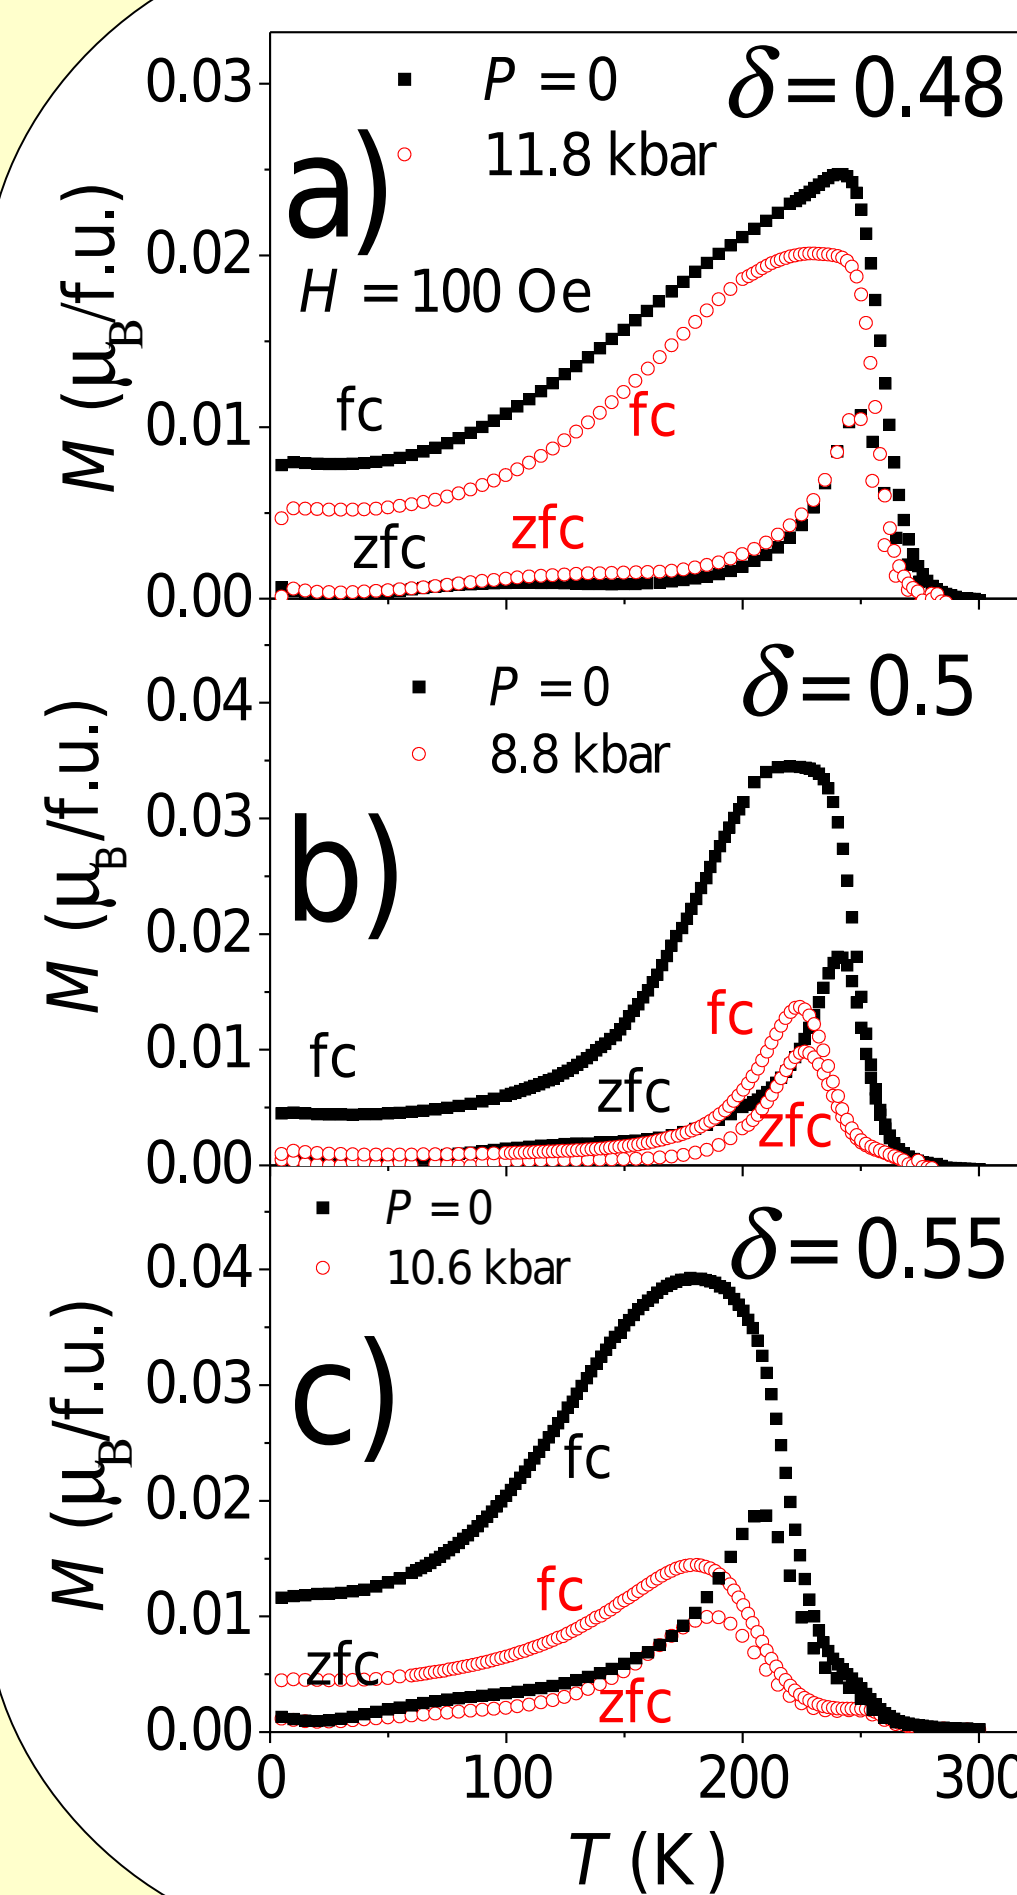 0.03
P = 0
δ = 0.48
a)
11.8 kbar
0.02
H = 100 Oe
M (μB/f.u.)
fc
fc
0.01
zfc
zfc
0.00
P = 0
δ = 0.5
0.04
8.8 kbar
0.03
b)
M (μB/f.u.)
0.02
fc
fc
0.01
zfc
zfc
0.00
P = 0
δ = 0.55
10.6 kbar
0.04
c)
0.03
M (μB/f.u.)
fc
0.02
fc
0.01
zfc
zfc
0.00
0 100 200 300
T (K)